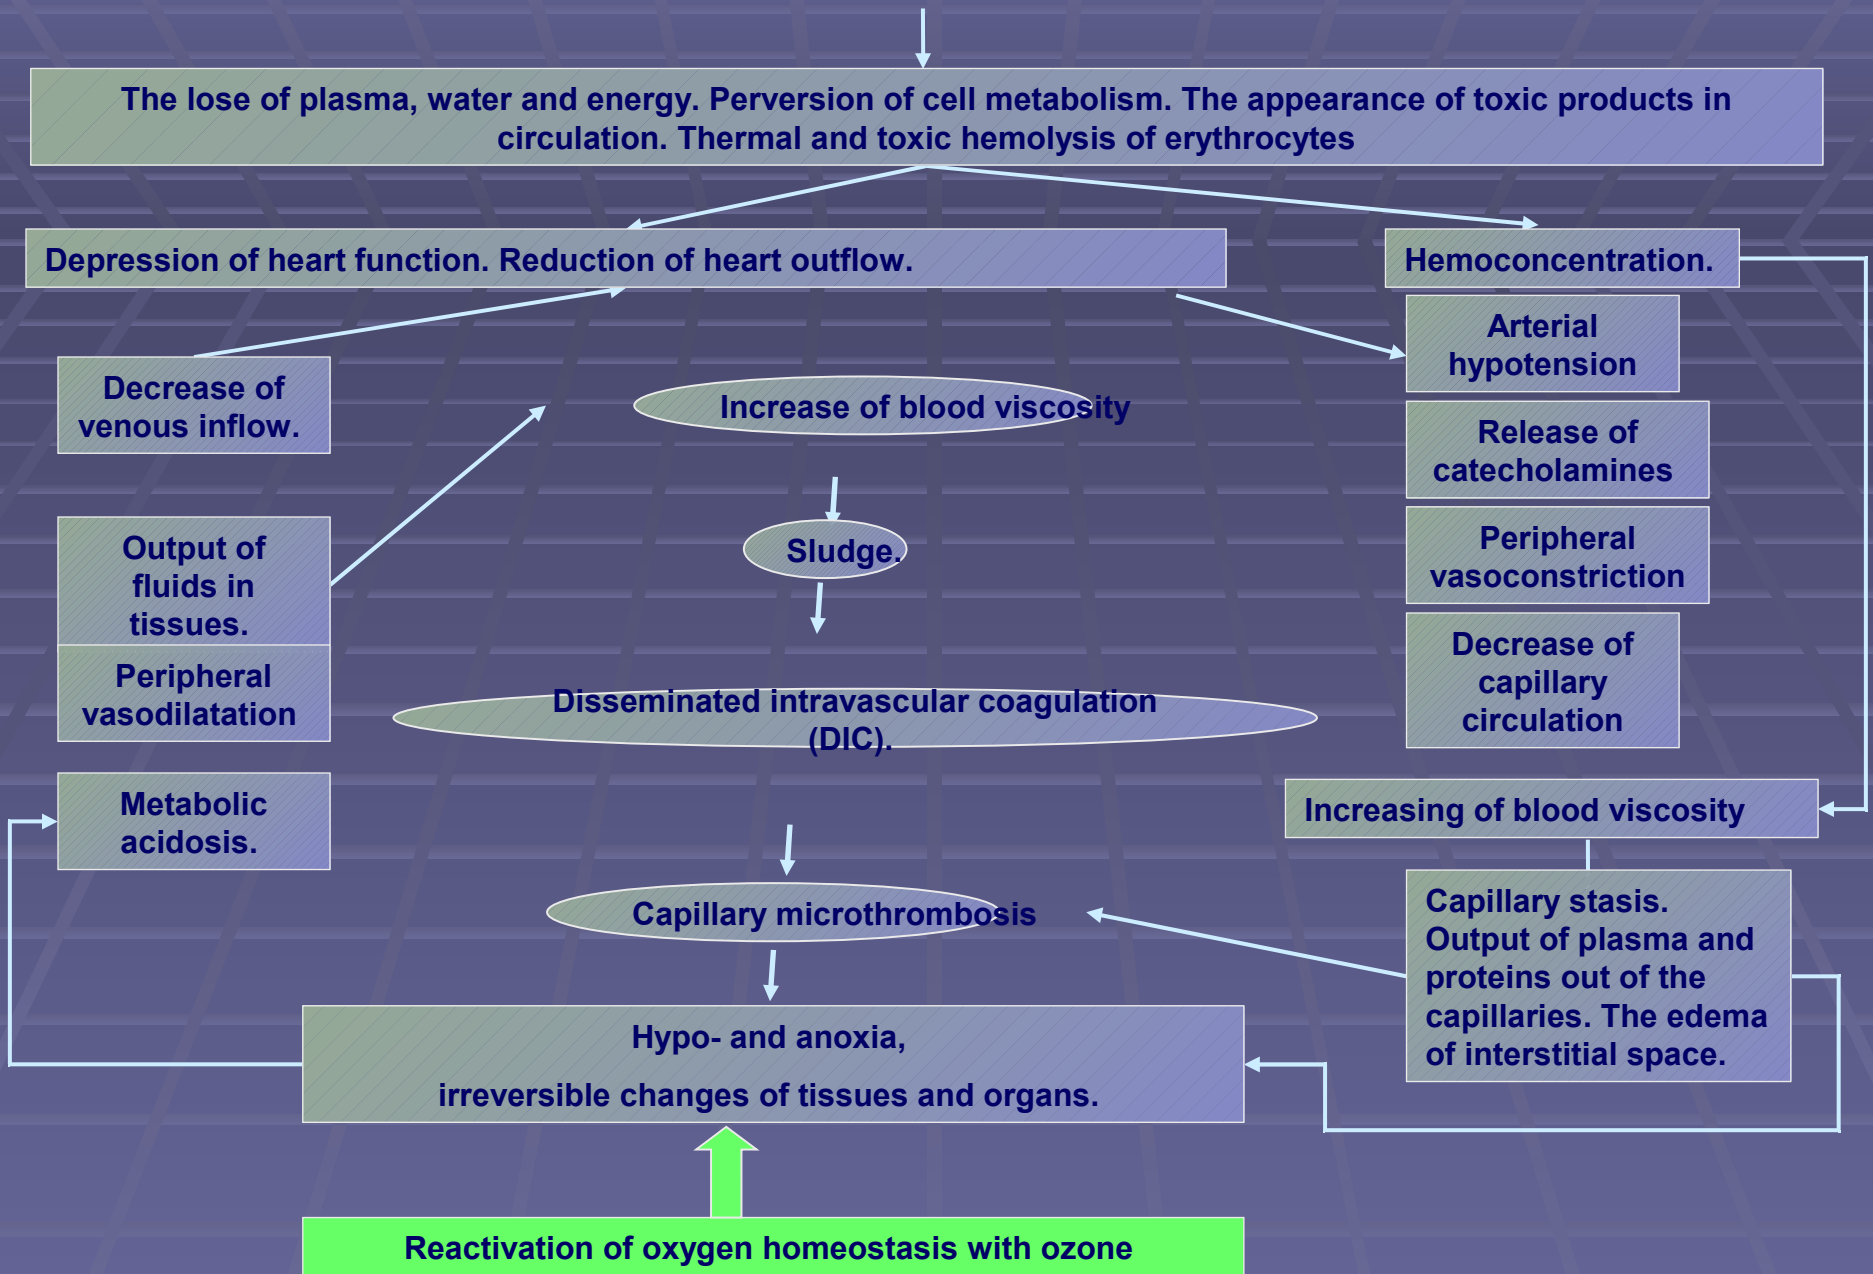 The lose of plasma, water and energy. Perversion of cell metabolism. The appearance of toxic products in
circulation. Thermal and toxic hemolysis of erythrocytes
Depression of heart function. Reduction of heart outflow.
Hemoconcentration.
Arterial
hypotension
Decrease of
venous inflow.
Increase of blood viscosity
Release of
catecholamines
Output of
fluids in
tissues.
Sludge.
Peripheral
vasoconstriction
Peripheral
vasodilatation
Disseminated intravascular coagulation
(DIC).
Decrease of
capillary
circulation
Metabolic
acidosis.
Increasing of blood viscosity
Capillary microthrombosis
Capillary stasis.
Output of plasma and
proteins out of the
capillaries. The edema
of interstitial space.
Hypo- and anoxia,
irreversible changes of tissues and organs.
Reactivation of oxygen homeostasis with ozone